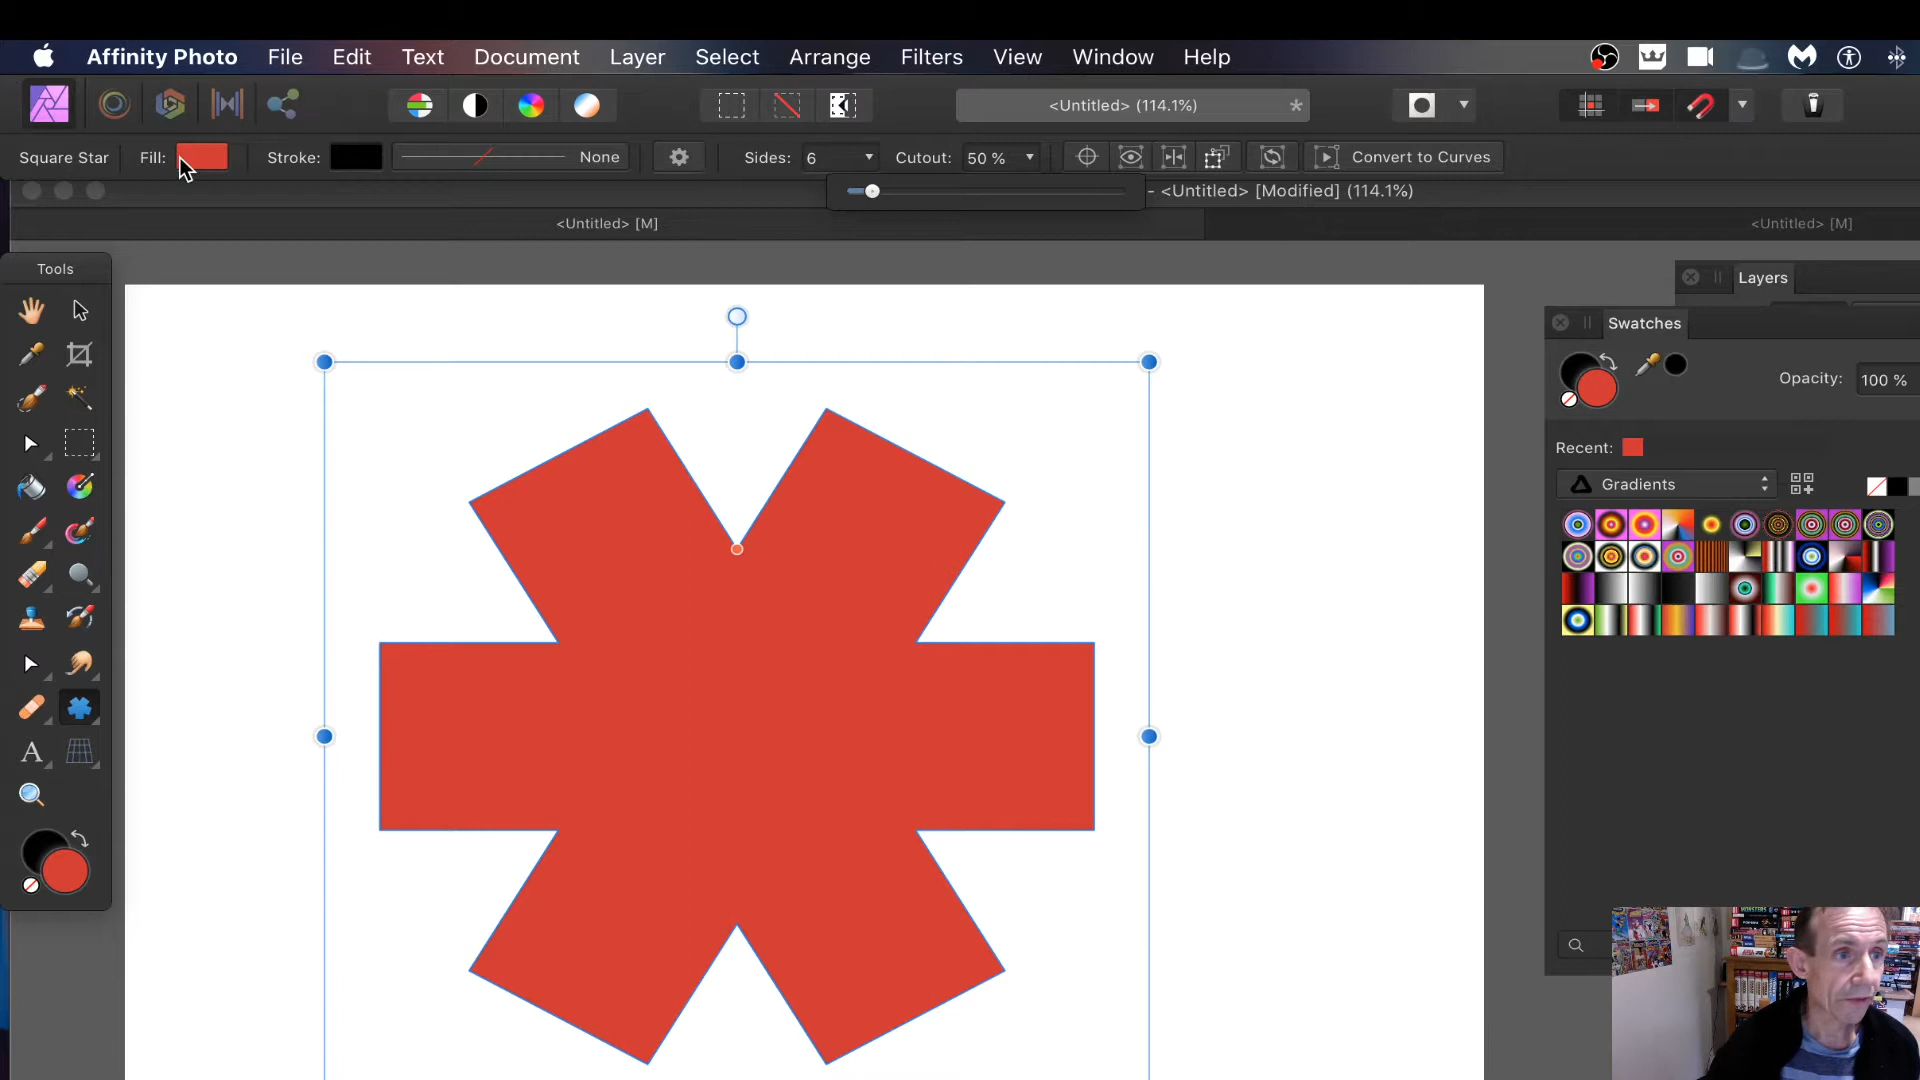 Affinity Photo File Edit Text Document Layer Select Arrange Filters View Window Help
<Untitled> (114.1%) *
Square Star Fill: Stroke: None Sides: 6 Cutout: 50 % Convert to Curves
- <Untitled> [Modified] (114.1%)
<Untitled> [M] <Untitled> [M]
Tools
Layers
Swatches
Opacity: 100 %
Recent:
Gradients
A